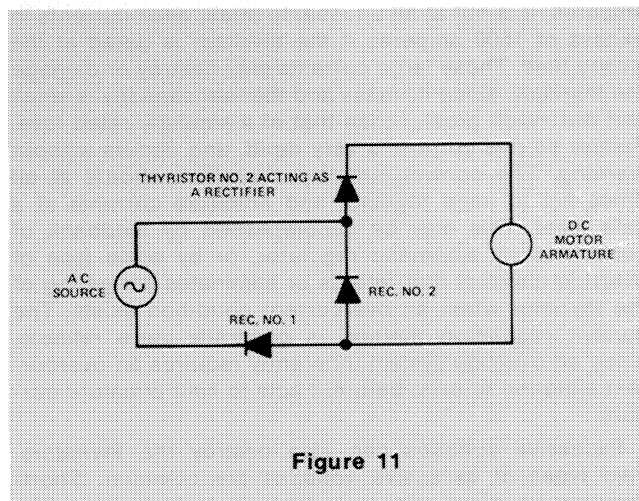 THYRISTOR NO. 2 ACTING AS
A RECTIFIER
D C
MOTOR
ARMATURE
A C
SOURCE
REC. NO. 2
REC. NO. 1
Figure 11